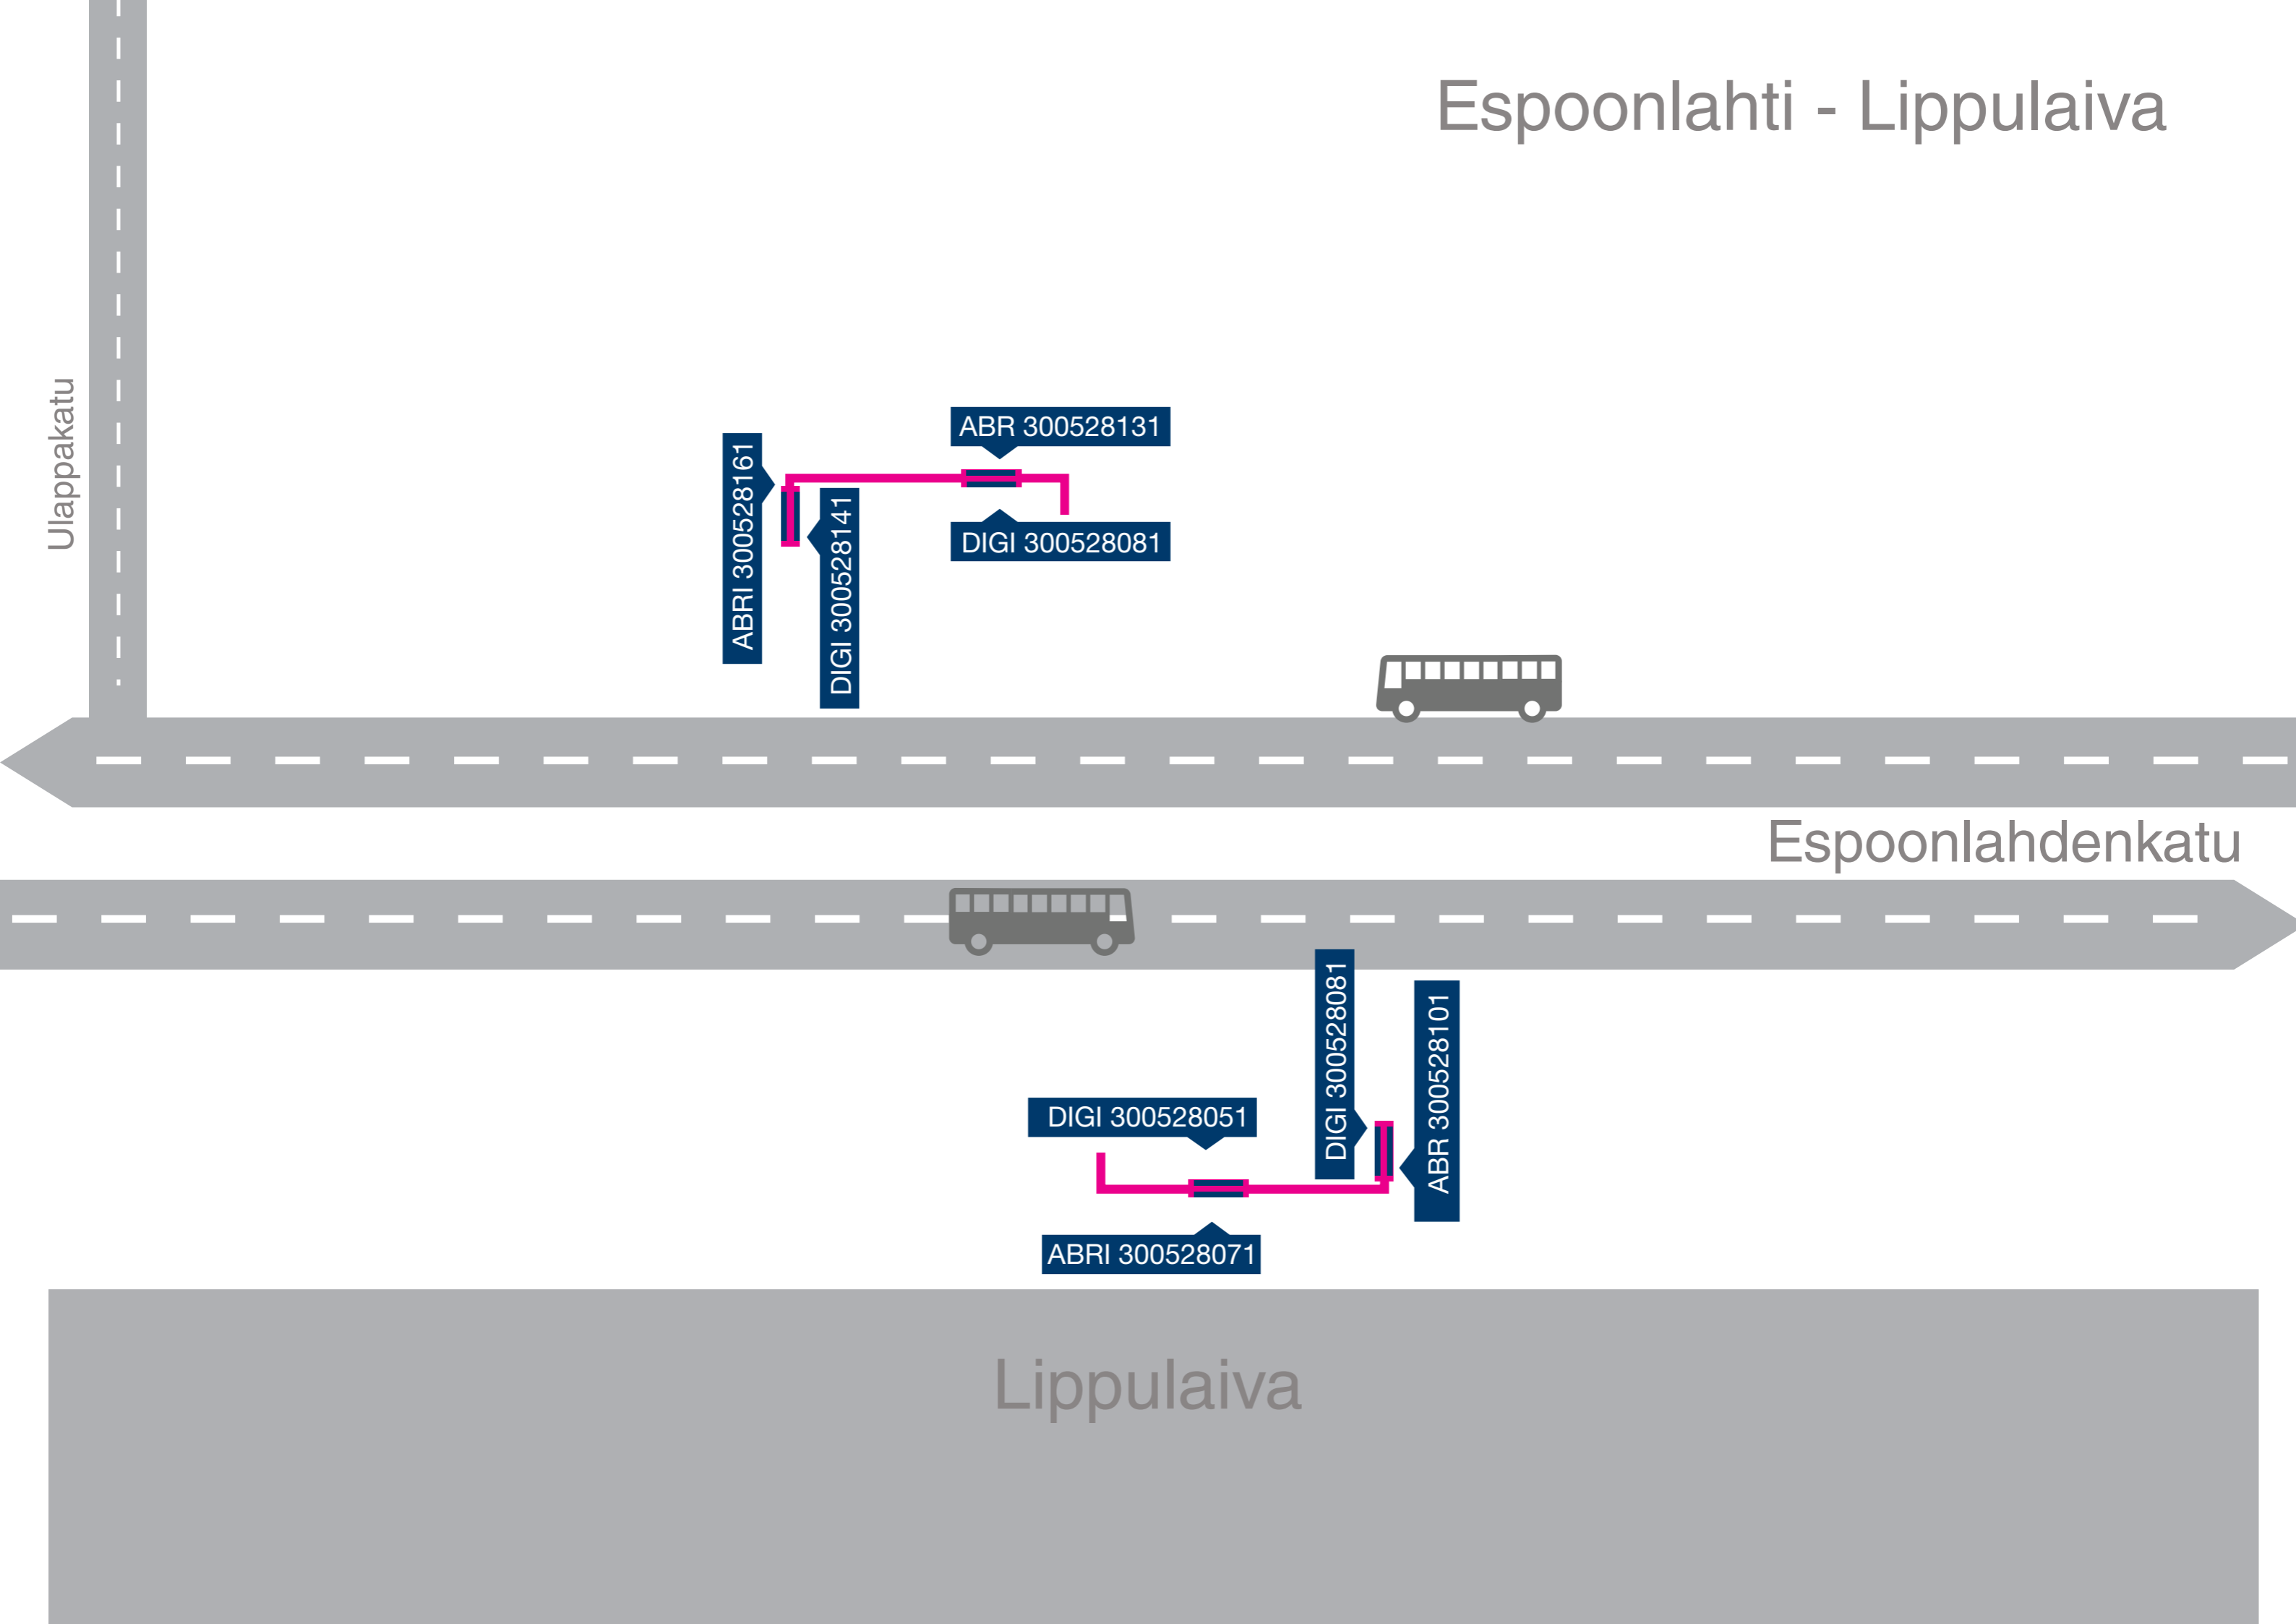 Espoonlahti - Lippulaiva
Ulappakatu
ABR 300528131
ABRI 300528161
DIGI 300528141
DIGI 300528081
Espoonlahdenkatu
DIGI 300528081
ABR 300528101
DIGI 300528051
ABRI 300528071
Lippulaiva